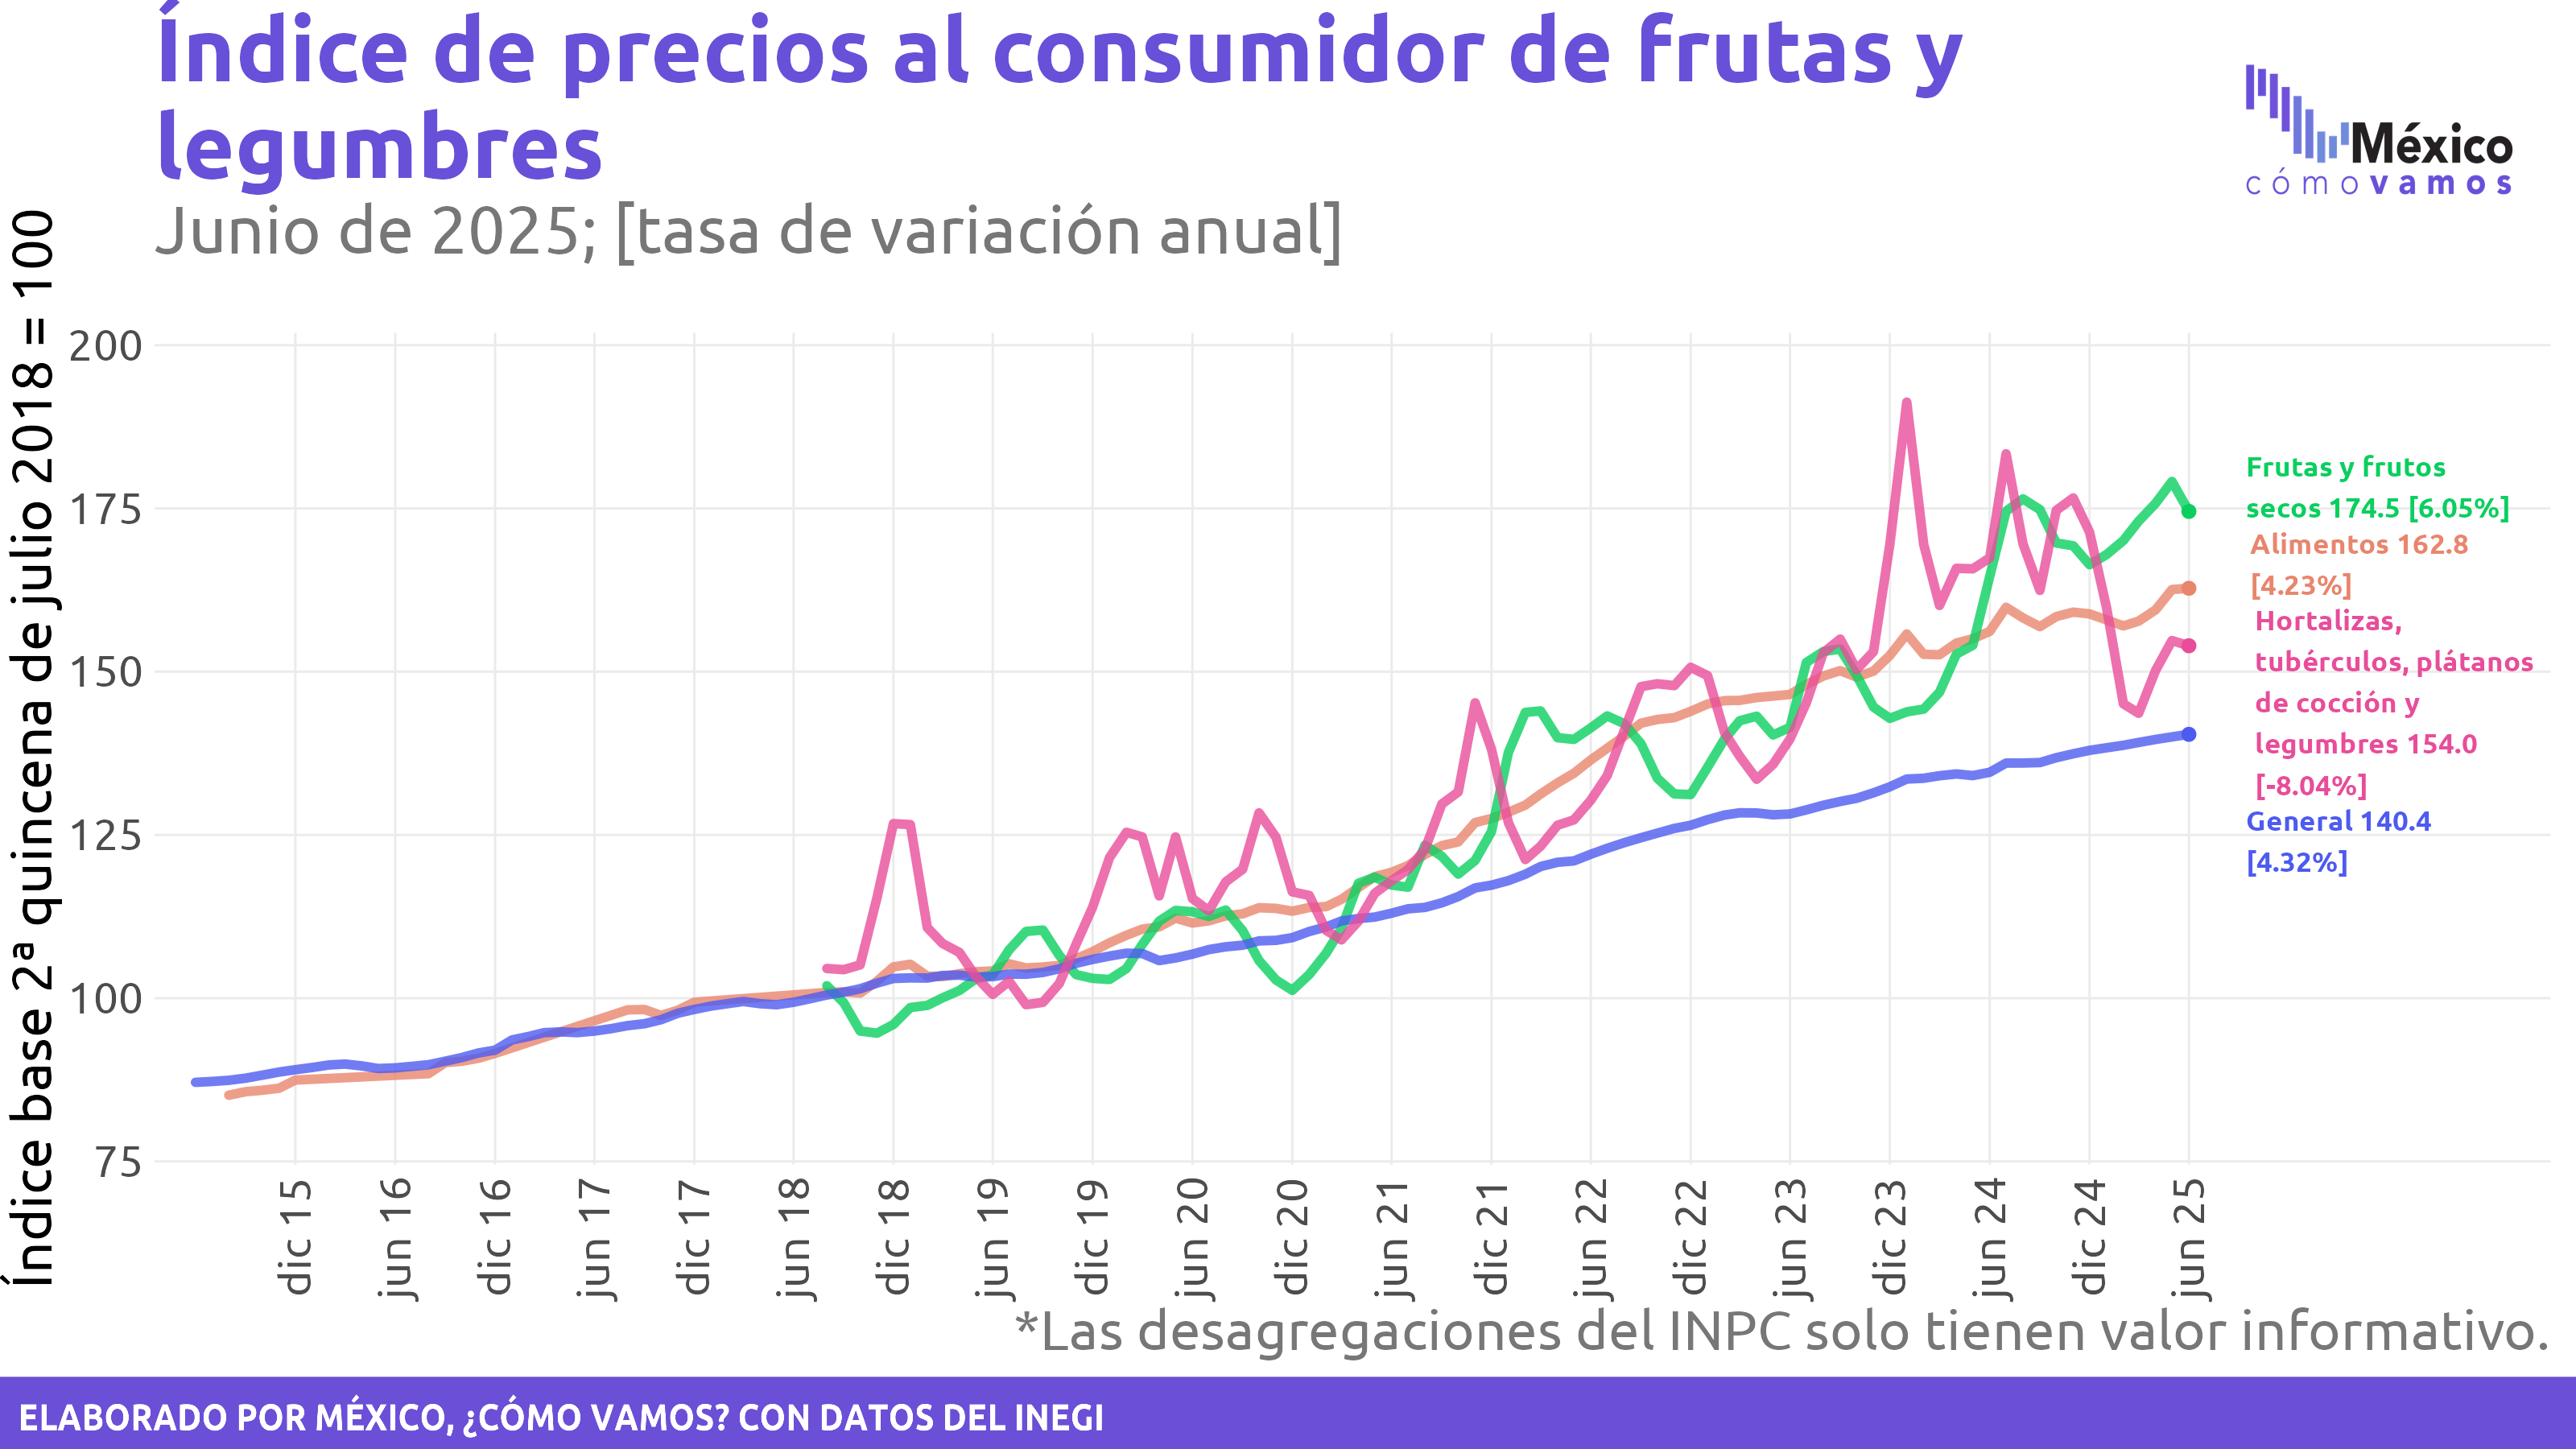 Índice de precios al consumidor de frutas y
legumbres
Junio de 2025; [tasa de variación anual]
México
cómo vamos
Índice base 2ª quincena de julio 2018 = 100
200
175
150
125
100
75
Frutas y frutos
secos 174.5 [6.05%]
Alimentos 162.8
[4.23%]
Hortalizas,
tubérculos, plátanos
de cocción y
legumbres 154.0
[-8.04%]
General 140.4
[4.32%]
dic 15
jun 16
dic 16
jun 17
dic 17
jun 18
dic 18
jun 19
dic 19
jun 20
dic 20
jun 21
dic 21
jun 22
dic 22
jun 23
dic 23
jun 24
dic 24
jun 25
*Las desagregaciones del INPC solo tienen valor informativo.
ELABORADO POR MÉXICO, ¿CÓMO VAMOS? CON DATOS DEL INEGI